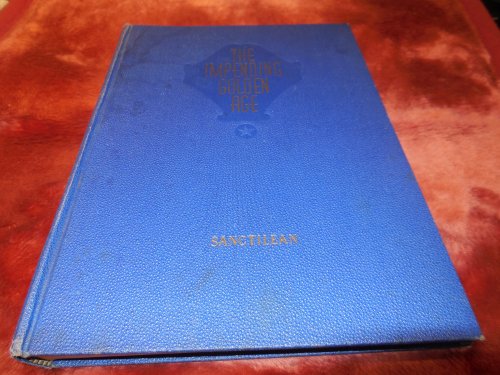 THE
IMPENDING
GOLDEN
AGE
SANCTILEAN